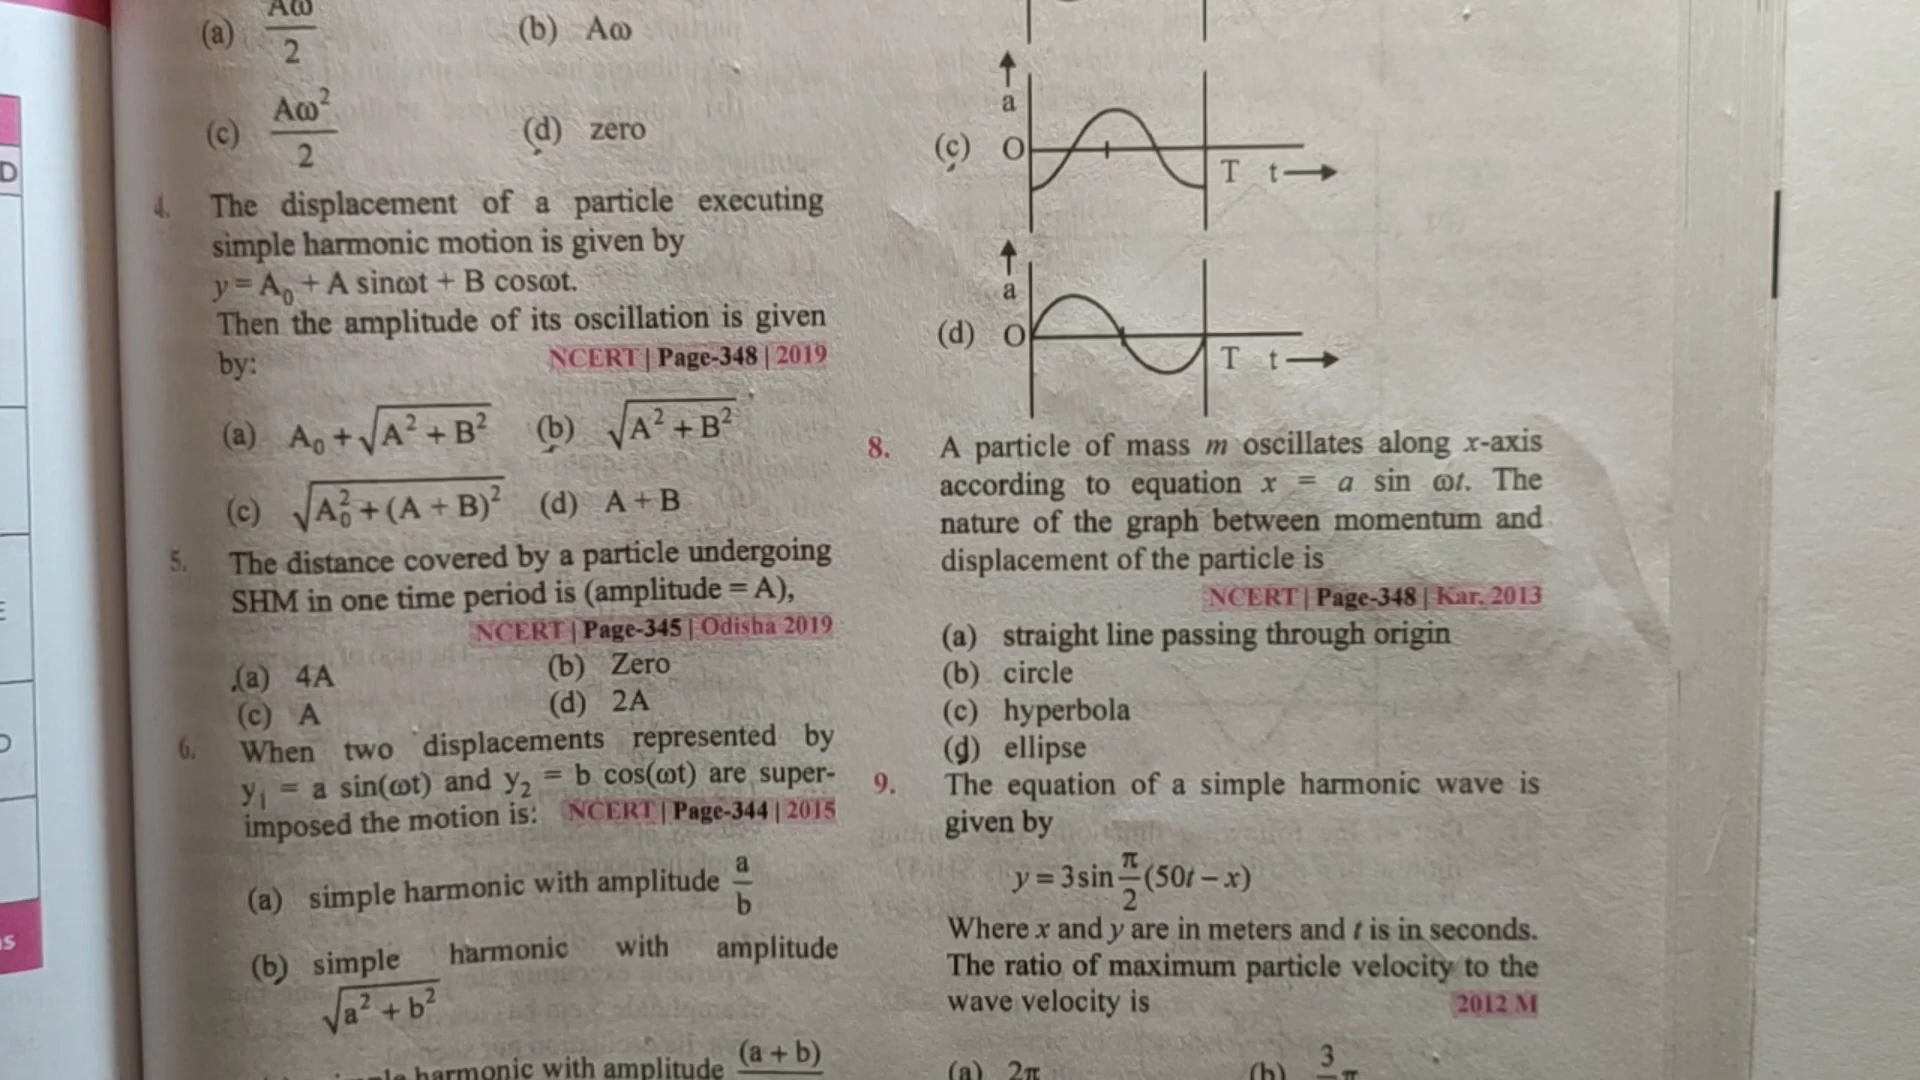 (a) Aω/2 (b) Aω
(c) Aω²/2 (d) zero
4. The displacement of a particle executing
simple harmonic motion is given by
y = A₀ + A sinωt + B cosωt.
Then the amplitude of its oscillation is given
by: NCERT | Page-348 | 2019
(a) A₀ + √(A² + B²) (b) √(A² + B²)
(c) √(A₀² + (A + B)²) (d) A + B
5. The distance covered by a particle undergoing
SHM in one time period is (amplitude = A),
NCERT | Page-345 | Odisha 2019
(a) 4A (b) Zero
(c) A (d) 2A
6. When two displacements represented by
y₁ = a sin(ωt) and y₂ = b cos(ωt) are super-
imposed the motion is: NCERT | Page-344 | 2015
(a) simple harmonic with amplitude a/b
(b) simple harmonic with amplitude
√(a² + b²)
harmonic with amplitude (a + b)
a
(c) O
T t
a
(d) O
T t
8. A particle of mass m oscillates along x-axis
according to equation x = a sin ωt. The
nature of the graph between momentum and
displacement of the particle is
NCERT | Page-348 | Kar. 2013
(a) straight line passing through origin
(b) circle
(c) hyperbola
(d) ellipse
9. The equation of a simple harmonic wave is
given by
y = 3 sin π/2 (50t – x)
Where x and y are in meters and t is in seconds.
The ratio of maximum particle velocity to the
wave velocity is 2012 M
(a) 2π (b) 3 π
D